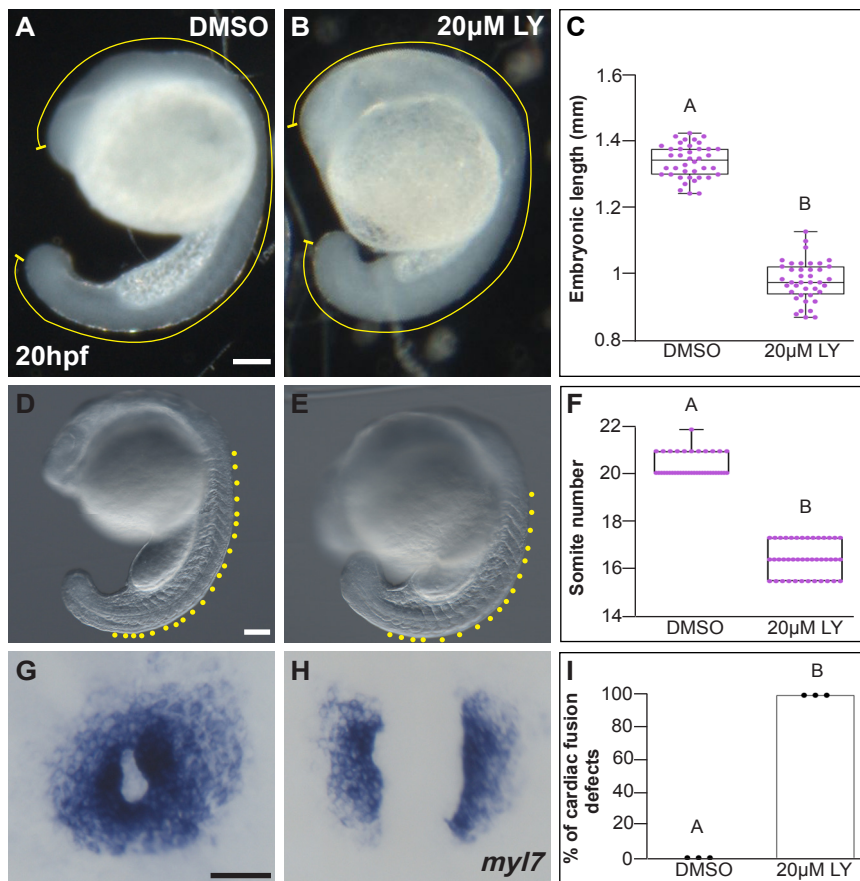 A DMSO
B 20µM LY
20hpf
C
Embryonic length (mm)
1.6
1.4
1.2
1
0.8
A
B
DMSO 20µM LY
D
E
F
Somite number
22
20
18
16
14
A
B
DMSO 20µM LY
G
H
myl7
I
% of cardiac fusion
defects
100
80
60
40
20
0
A
B
DMSO 20µM LY